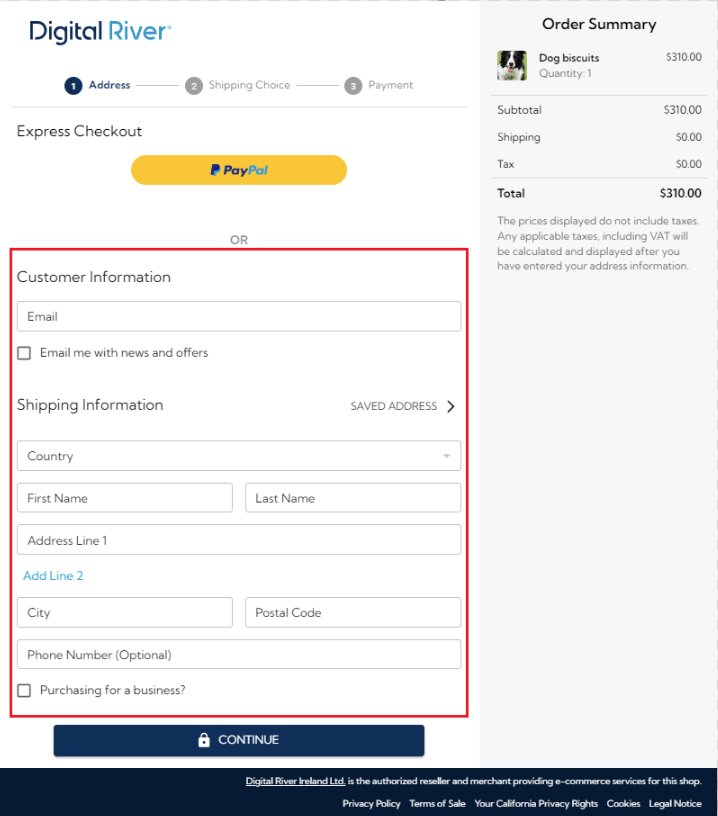 Digital River
1 Address 2 Shipping Choice 3 Payment
Express Checkout
PayPal
OR
Customer Information
Email
Email me with news and offers
Shipping Information SAVED ADDRESS
Country
First Name Last Name
Address Line 1
Add Line 2
City Postal Code
Phone Number (Optional)
Purchasing for a business?
CONTINUE
Order Summary
Dog biscuits $310.00
Quantity: 1
Subtotal $310.00
Shipping $0.00
Tax $0.00
Total $310.00
The prices displayed do not include taxes.
Any applicable taxes, including VAT will
be calculated and displayed after you
have entered your address information.
Digital River Ireland Ltd. is the authorized reseller and merchant providing e-commerce services for this shop.
Privacy Policy Terms of Sale Your California Privacy Rights Cookies Legal Notice